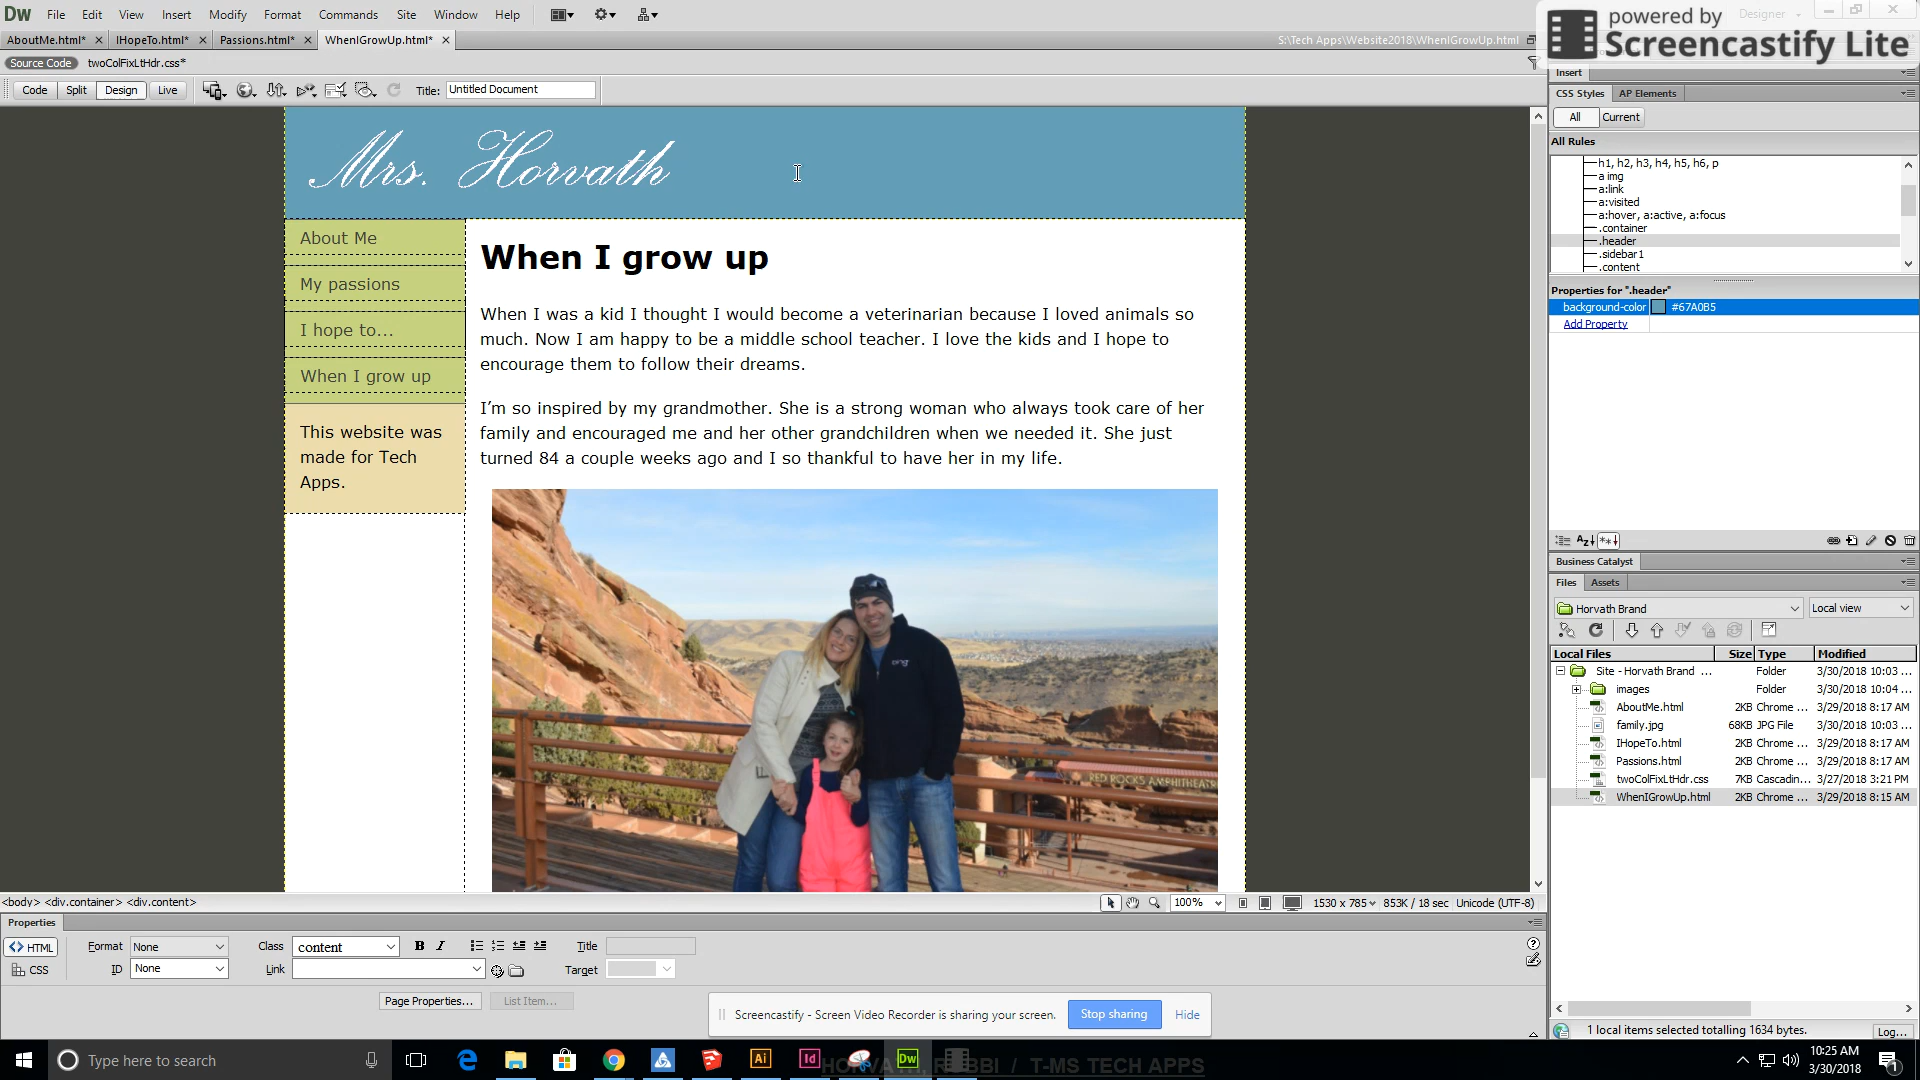 Dw File Edit View Insert Modify Format Commands Site Window Help Designer
powered by
Screencastify Lite
AboutMe.html* × IHopeTo.html* × Passions.html* × WhenIGrowUp.html* × S:\Tech Apps\Website2018\WhenIGrowUp.html
Source Code twoColFixLtHdr.css*
Code Split Design Live Title: Untitled Document
Mrs. Horvath
About Me
My passions
I hope to...
When I grow up
This website was
made for Tech
Apps.
When I grow up
When I was a kid I thought I would become a veterinarian because I loved animals so
much. Now I am happy to be a middle school teacher. I love the kids and I hope to
encourage them to follow their dreams.
I'm so inspired by my grandmother. She is a strong woman who always took care of her
family and encouraged me and her other grandchildren when we needed it. She just
turned 84 a couple weeks ago and I so thankful to have her in my life.
bing
RED ROCKS AMPHITHEATRE
Insert
CSS Styles AP Elements
All Current
All Rules
h1, h2, h3, h4, h5, h6, p
a img
a:link
a:visited
a:hover, a:active, a:focus
.container
.header
.sidebar1
.content
Properties for ".header"
background-color #67A0B5
Add Property
Business Catalyst
Files Assets
Horvath Brand Local view
Local Files Size Type Modified
Site - Horvath Brand ... Folder 3/30/2018 10:03 ...
images Folder 3/30/2018 10:04 ...
AboutMe.html 2KB Chrome ... 3/29/2018 8:17 AM
family.jpg 68KB JPG File 3/30/2018 10:03 ...
IHopeTo.html 2KB Chrome ... 3/29/2018 8:17 AM
Passions.html 2KB Chrome ... 3/29/2018 8:17 AM
twoColFixLtHdr.css 7KB Cascadin... 3/27/2018 3:21 PM
WhenIGrowUp.html 2KB Chrome ... 3/29/2018 8:15 AM
1 local items selected totalling 1634 bytes. Log...
<body> <div.container> <div.content> 100% 1530 x 785 853K / 18 sec Unicode (UTF-8)
Properties
<> HTML Format None Class content B I Title
CSS ID None Link Target
Page Properties... List Item...
Screencastify - Screen Video Recorder is sharing your screen. Stop sharing Hide
Type here to search
Ai Id Dw
HORVATH, ROBBI / T-MS TECH APPS
10:25 AM
3/30/2018
1